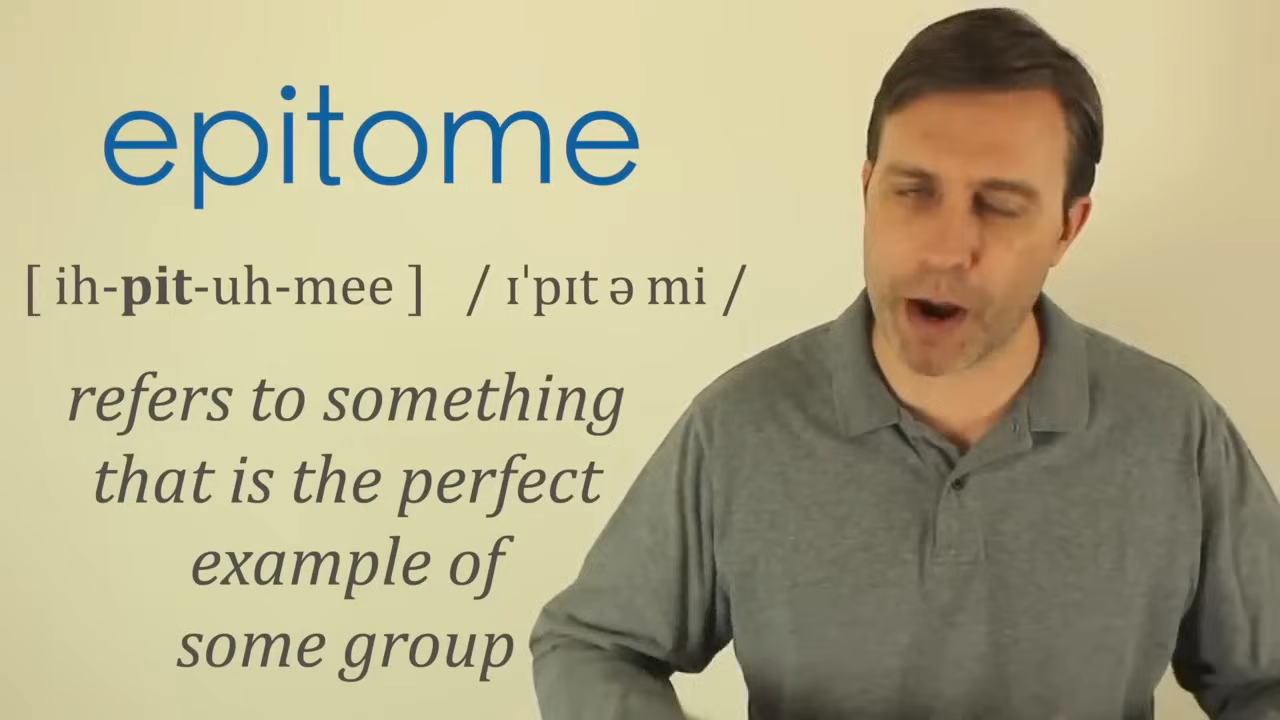 epitome
[ ih-pit-uh-mee ] / ɪˈpɪt ə mi /
refers to something
that is the perfect
example of
some group